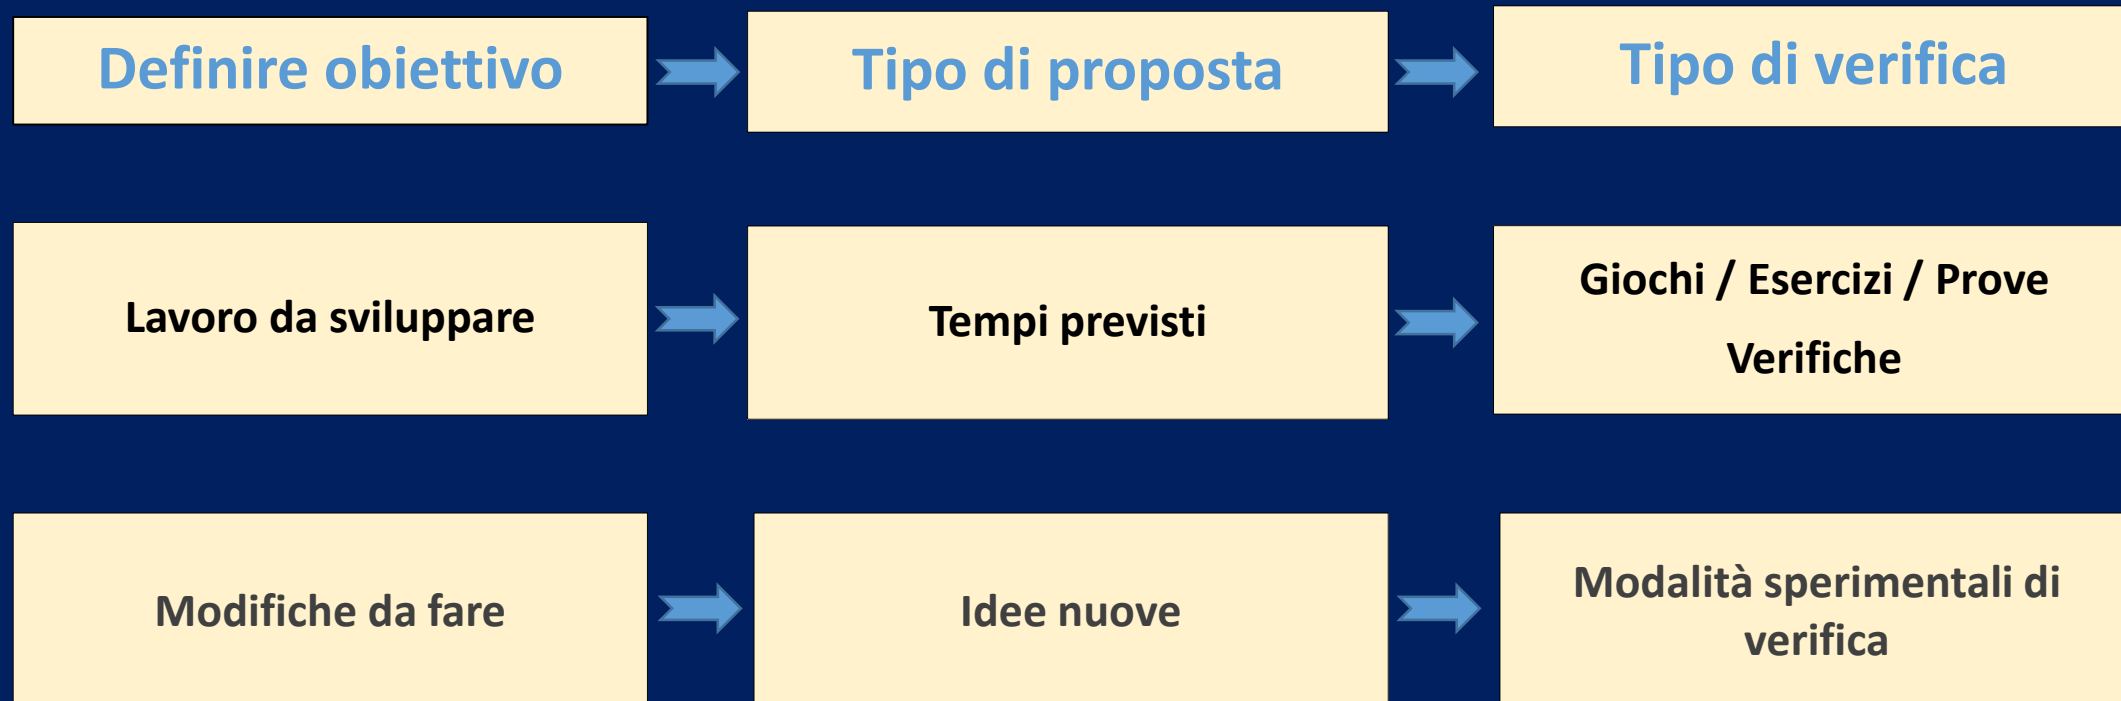 Definire obiettivo
Tipo di proposta
Tipo di verifica
Lavoro da sviluppare
Tempi previsti
Giochi / Esercizi / Prove
Verifiche
Modifiche da fare
Idee nuove
Modalità sperimentali di
verifica